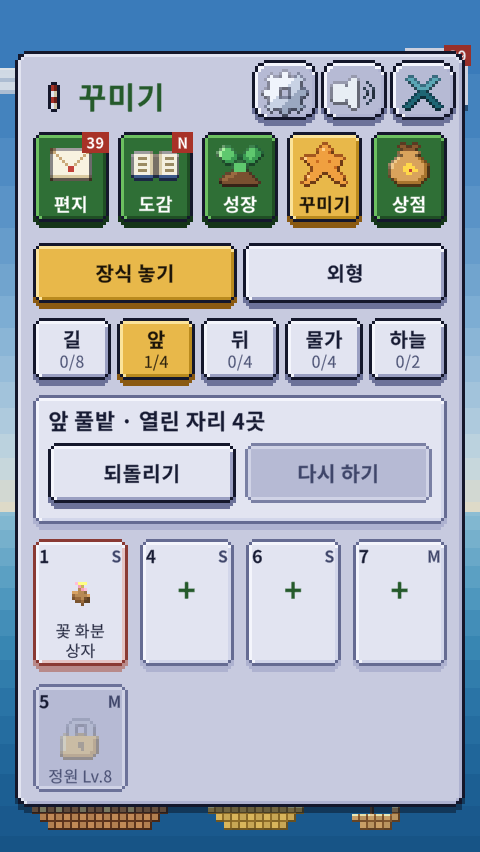 꾸미기
39
N
편지
도감
성장
꾸미기
상점
장식 놓기
외형
길
앞
뒤
물가
하늘
0/8
1/4
0/4
0/4
0/2
앞 풀밭 · 열린 자리 4곳
되돌리기
다시 하기
1 S
4 S
6 S
7 M
+
+
+
꽃 화분
상자
5 M
정원 Lv.8